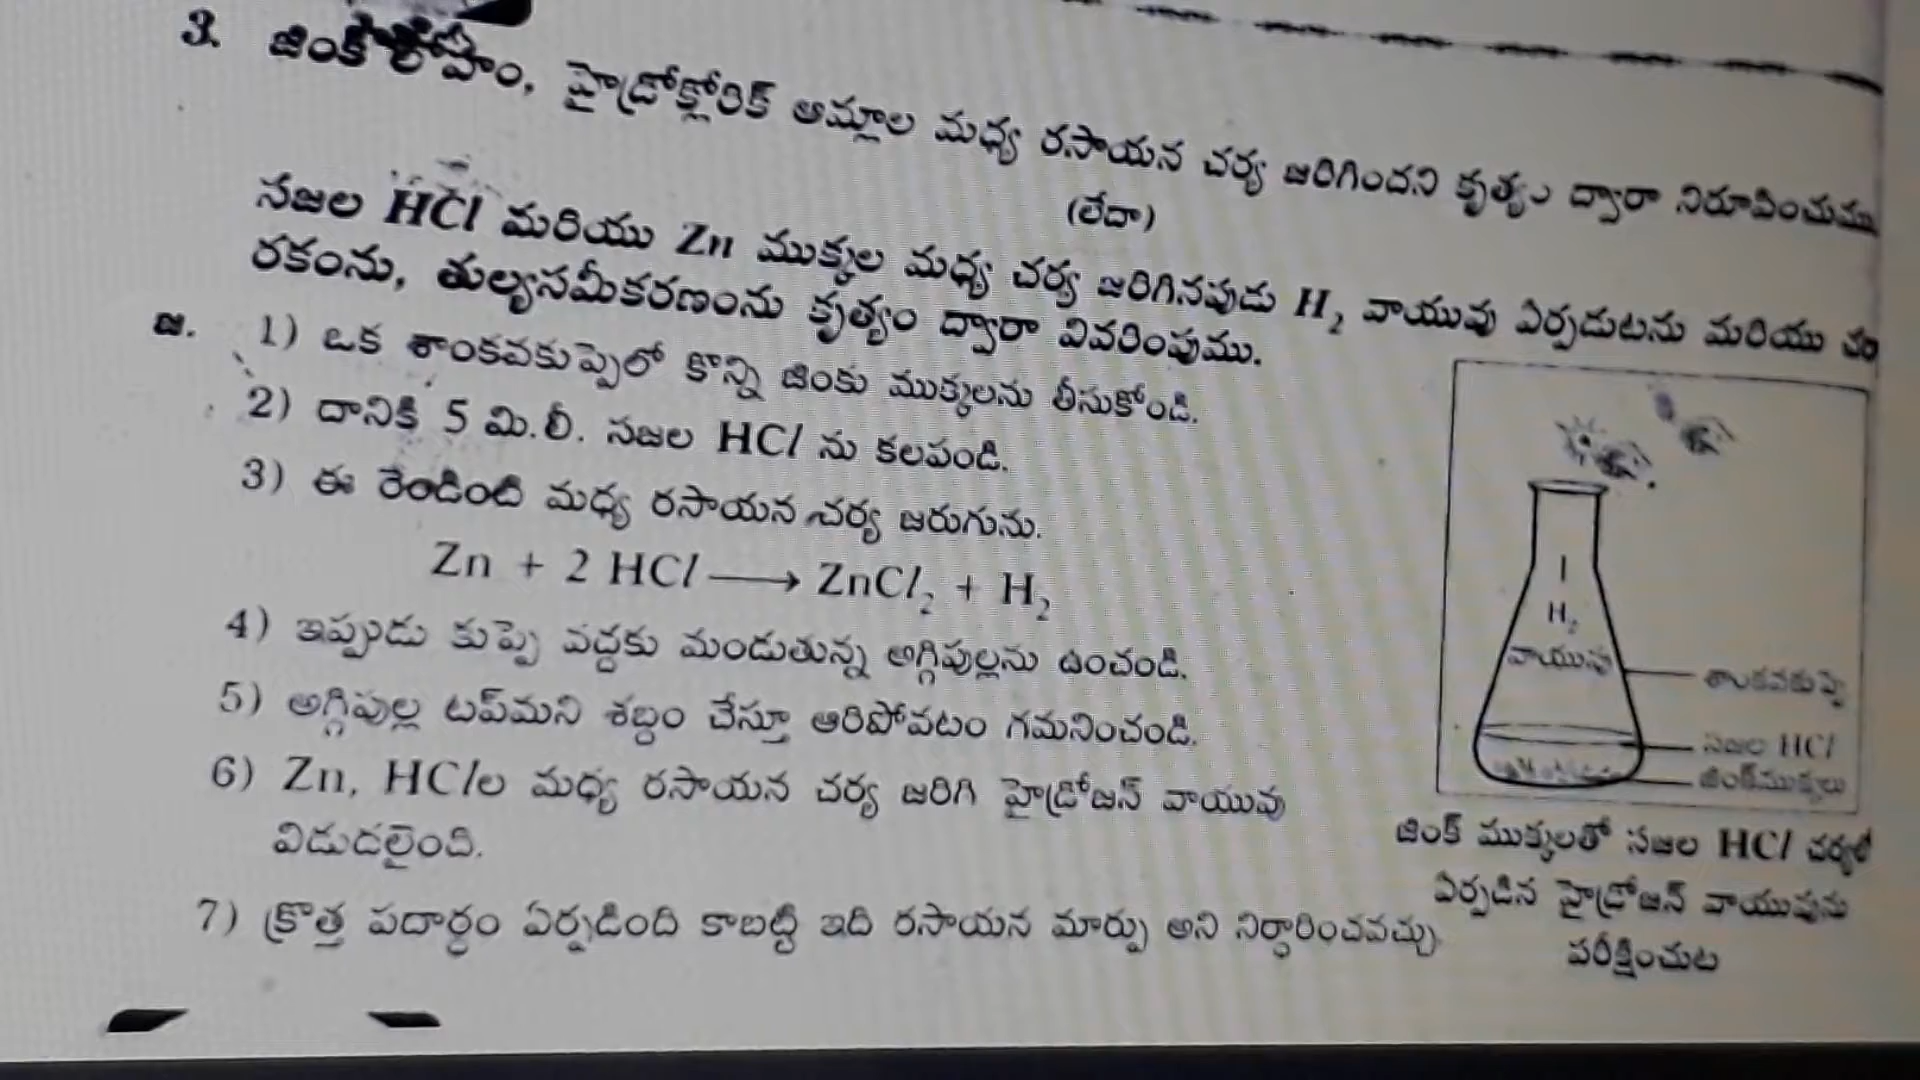 3. జింక్ లోహం, హైడ్రోక్లోరిక్ ఆమ్లాల మధ్య రసాయన చర్య జరిగిందని కృత్యం ద్వారా నిరూపించుము
(లేదా)
సజల HCl మరియు Zn ముక్కల మధ్య చర్య జరిగినపుడు H₂ వాయువు ఏర్పడుటను మరియు
రకంను, తుల్యసమీకరణంను కృత్యం ద్వారా వివరింపుము.
జ. 1) ఒక శాంకవకుప్పెలో కొన్ని జింకు ముక్కలను తీసుకోండి.
2) దానికి 5 మి.లీ. సజల HCl ను కలపండి.
3) ఈ రెండింటి మధ్య రసాయన చర్య జరుగును.
Zn + 2 HCl ⟶ ZnCl₂ + H₂
4) ఇప్పుడు కుప్పె వద్దకు మండుతున్న అగ్గిపుల్లను ఉంచండి.
5) అగ్గిపుల్ల టప్‌మని శబ్దం చేస్తూ ఆరిపోవటం గమనించండి.
6) Zn, HClల మధ్య రసాయన చర్య జరిగి హైడ్రోజన్ వాయువు
విడుదలైంది.
7) క్రొత్త పదార్థం ఏర్పడింది కాబట్టి ఇది రసాయన మార్పు అని నిర్ధారించవచ్చు
H₂
వాయువు
శాంకవకుప్పె
సజల HCl
జింక్‌ముక్కలు
జింక్ ముక్కలతో సజల HCl చర్యలో
ఏర్పడిన హైడ్రోజన్ వాయువును
పరీక్షించుట